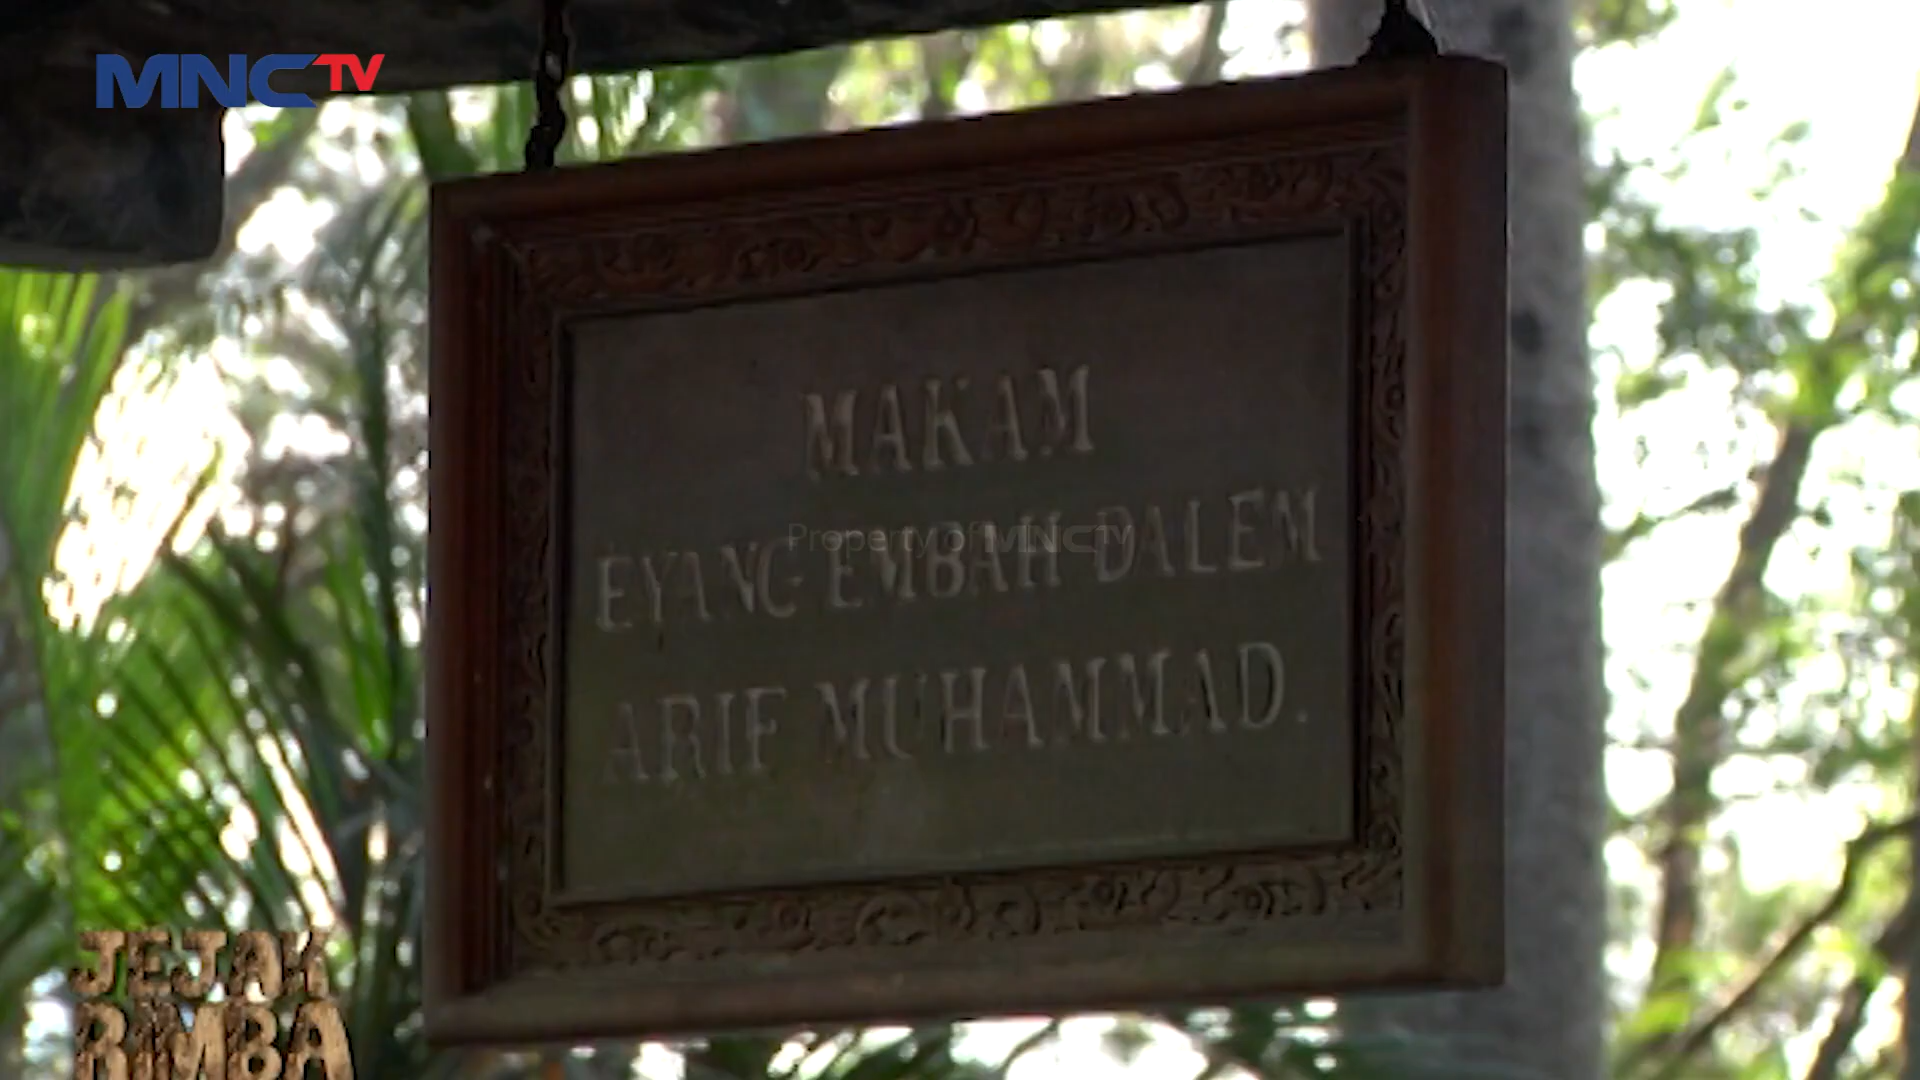 MNCTV
MAKAM
EYANG EMBAH DALEM
Property of MNCTV
ARIF MUHAMMAD.
JEJAK
RIMBA